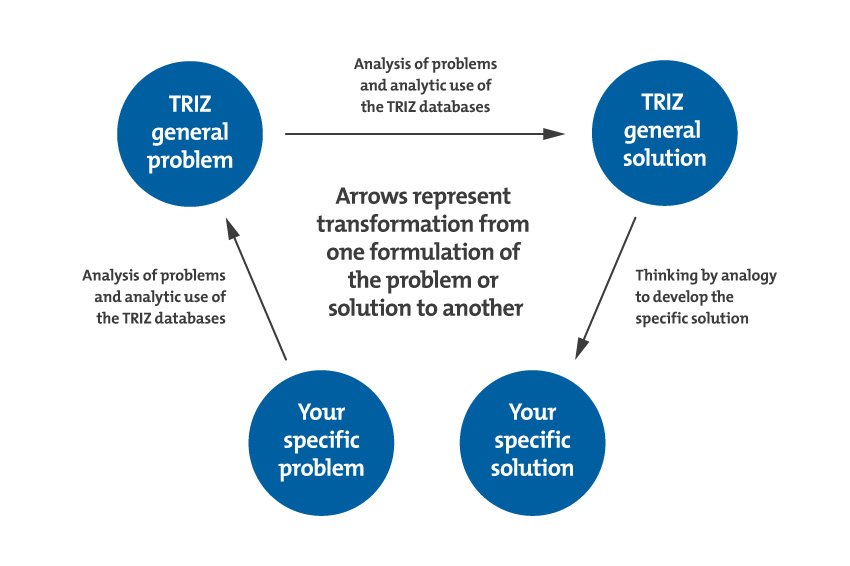 Analysis of problems
and analytic use of
the TRIZ databases
TRIZ
general
problem
TRIZ
general
solution
Arrows represent
transformation from
one formulation of
the problem or
solution to another
Analysis of problems
and analytic use of
the TRIZ databases
Thinking by analogy
to develop the
specific solution
Your
specific
problem
Your
specific
solution